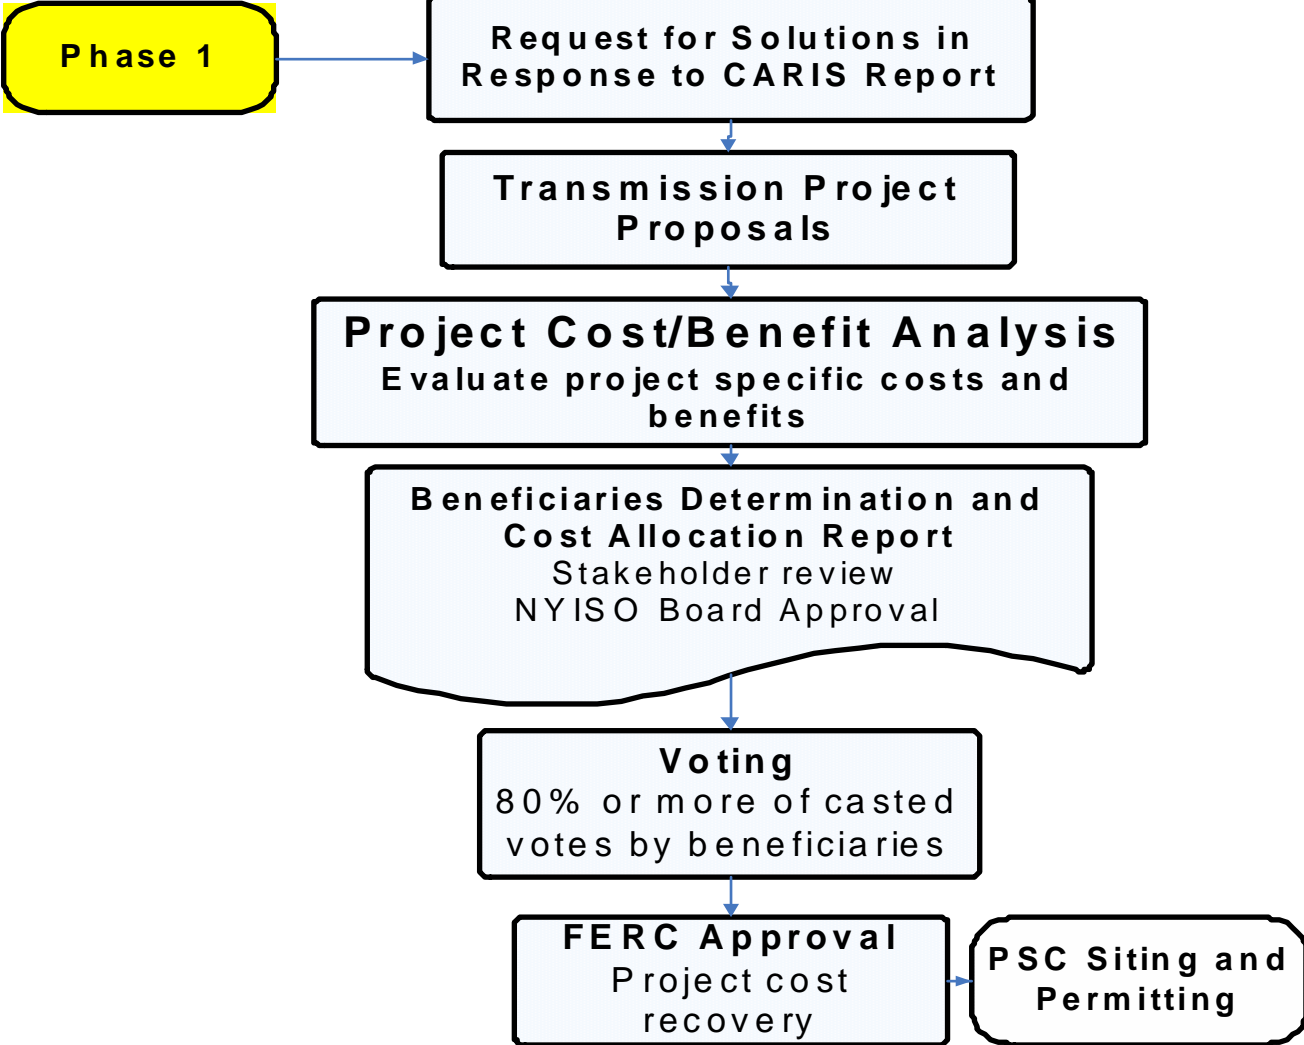 Phase 1
Request for Solutions in
Response to CARIS Report
Transmission Project
Proposals
Project Cost/Benefit Analysis
Evaluate project specific costs and
benefits
Beneficiaries Determination and
Cost Allocation Report
Stakeholder review
NYISO Board Approval
Voting
80% or more of casted
votes by beneficiaries
FERC Approval
Project cost
recovery
PSC Siting and
Permitting